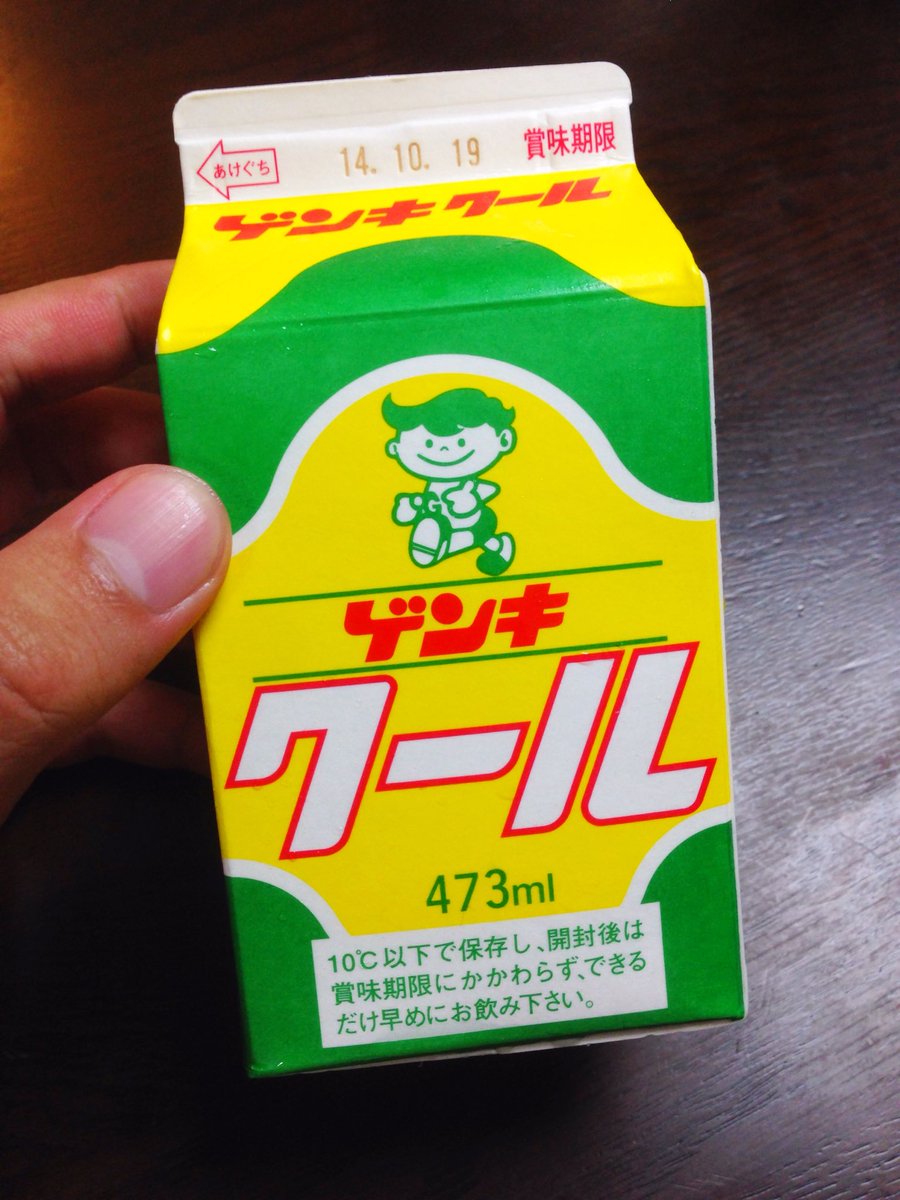 あけぐち 14.10.19 賞味期限
ゲンキクール
G
ゲンキ
クール
473ml
10℃以下で保存し、開封後は
賞味期限にかかわらず、できる
だけ早めにお飲み下さい。